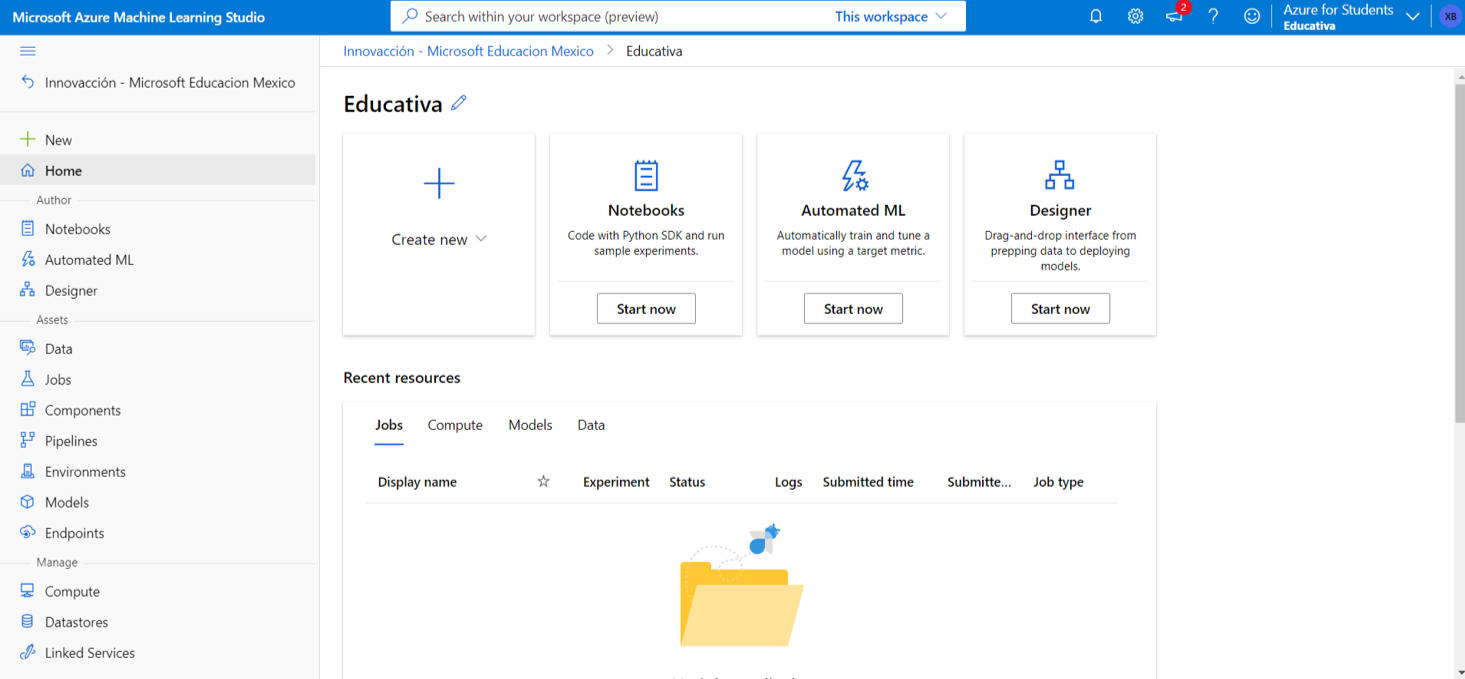 Microsoft Azure Machine Learning Studio
Search within your workspace (preview)
This workspace
2
Azure for Students
Educativa
XB
Innovacción - Microsoft Educacion Mexico
Educativa
Innovacción - Microsoft Educacion Mexico
New
Home
Author
Notebooks
Automated ML
Designer
Assets
Data
Jobs
Components
Pipelines
Environments
Models
Endpoints
Manage
Compute
Datastores
Linked Services
Educativa
Create new
Notebooks
Code with Python SDK and run
sample experiments.
Start now
Automated ML
Automatically train and tune a
model using a target metric.
Start now
Designer
Drag-and-drop interface from
prepping data to deploying
models.
Start now
Recent resources
Jobs Compute Models Data
Display name Experiment Status Logs Submitted time Submitte... Job type